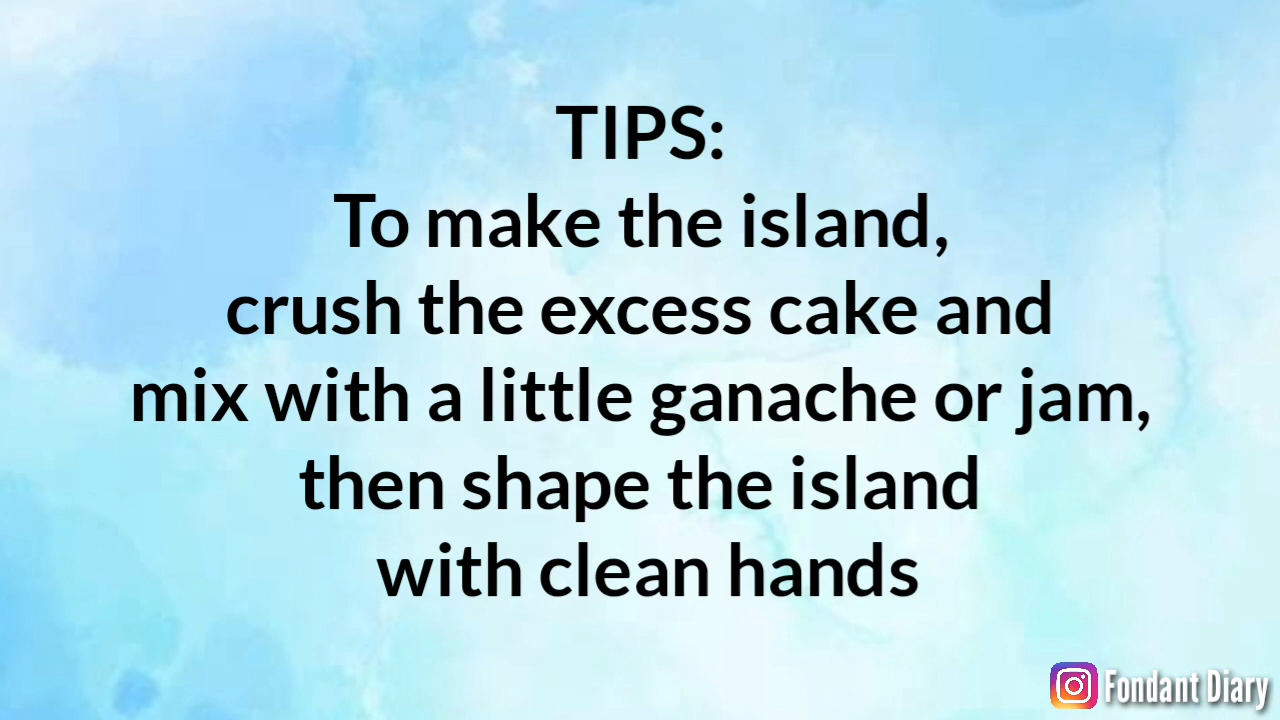 TIPS:
To make the island,
crush the excess cake and
mix with a little ganache or jam,
then shape the island
with clean hands
Fondant Diary